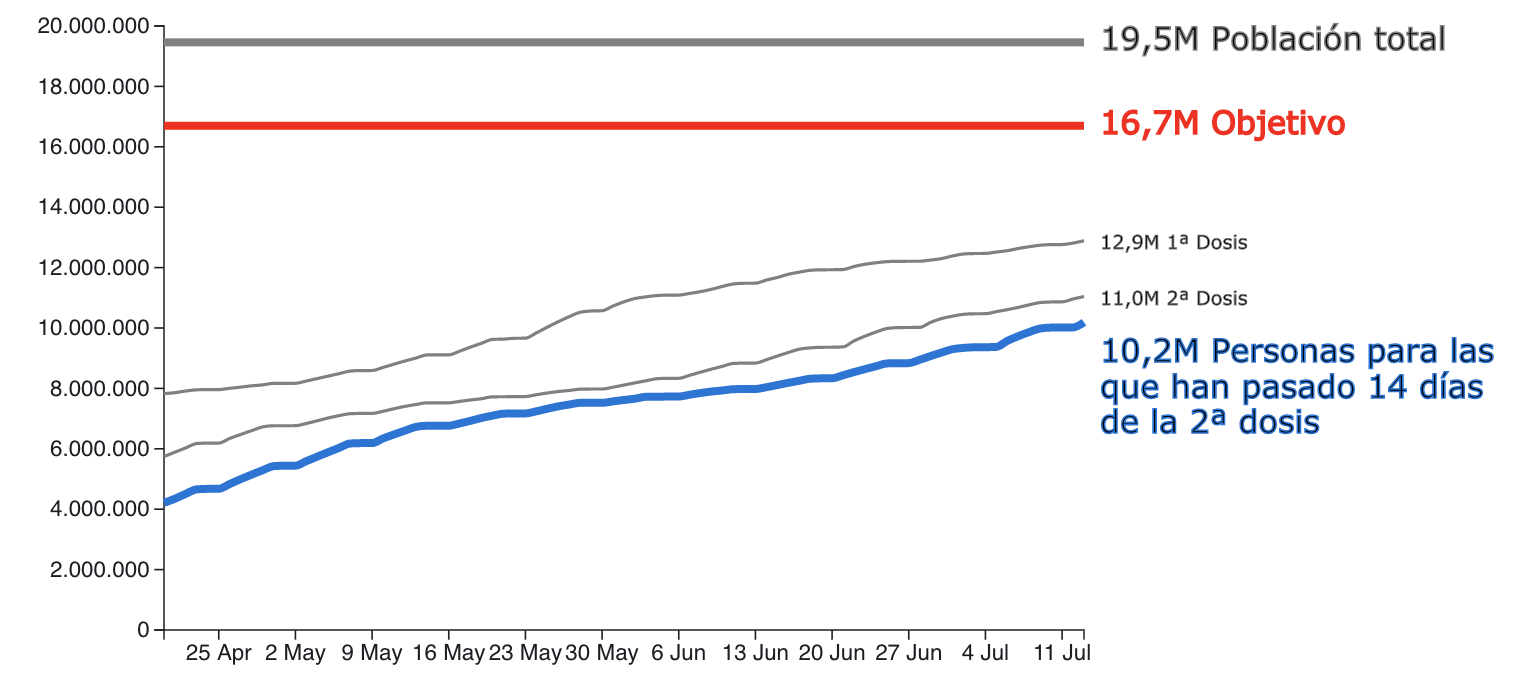 20.000.000
19,5M Población total
18.000.000
16,7M Objetivo
16.000.000
14.000.000
12,9M 1ª Dosis
12.000.000
11,0M 2ª Dosis
10.000.000
10,2M Personas para las
que han pasado 14 días
de la 2ª dosis
8.000.000
6.000.000
4.000.000
2.000.000
0
25 Apr 2 May 9 May 16 May 23 May 30 May 6 Jun 13 Jun 20 Jun 27 Jun 4 Jul 11 Jul